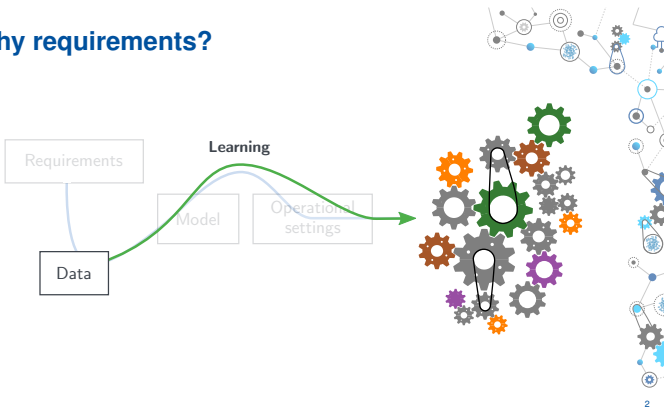 hy requirements?
Learning
Requirements
Model
Operational
settings
Data
2